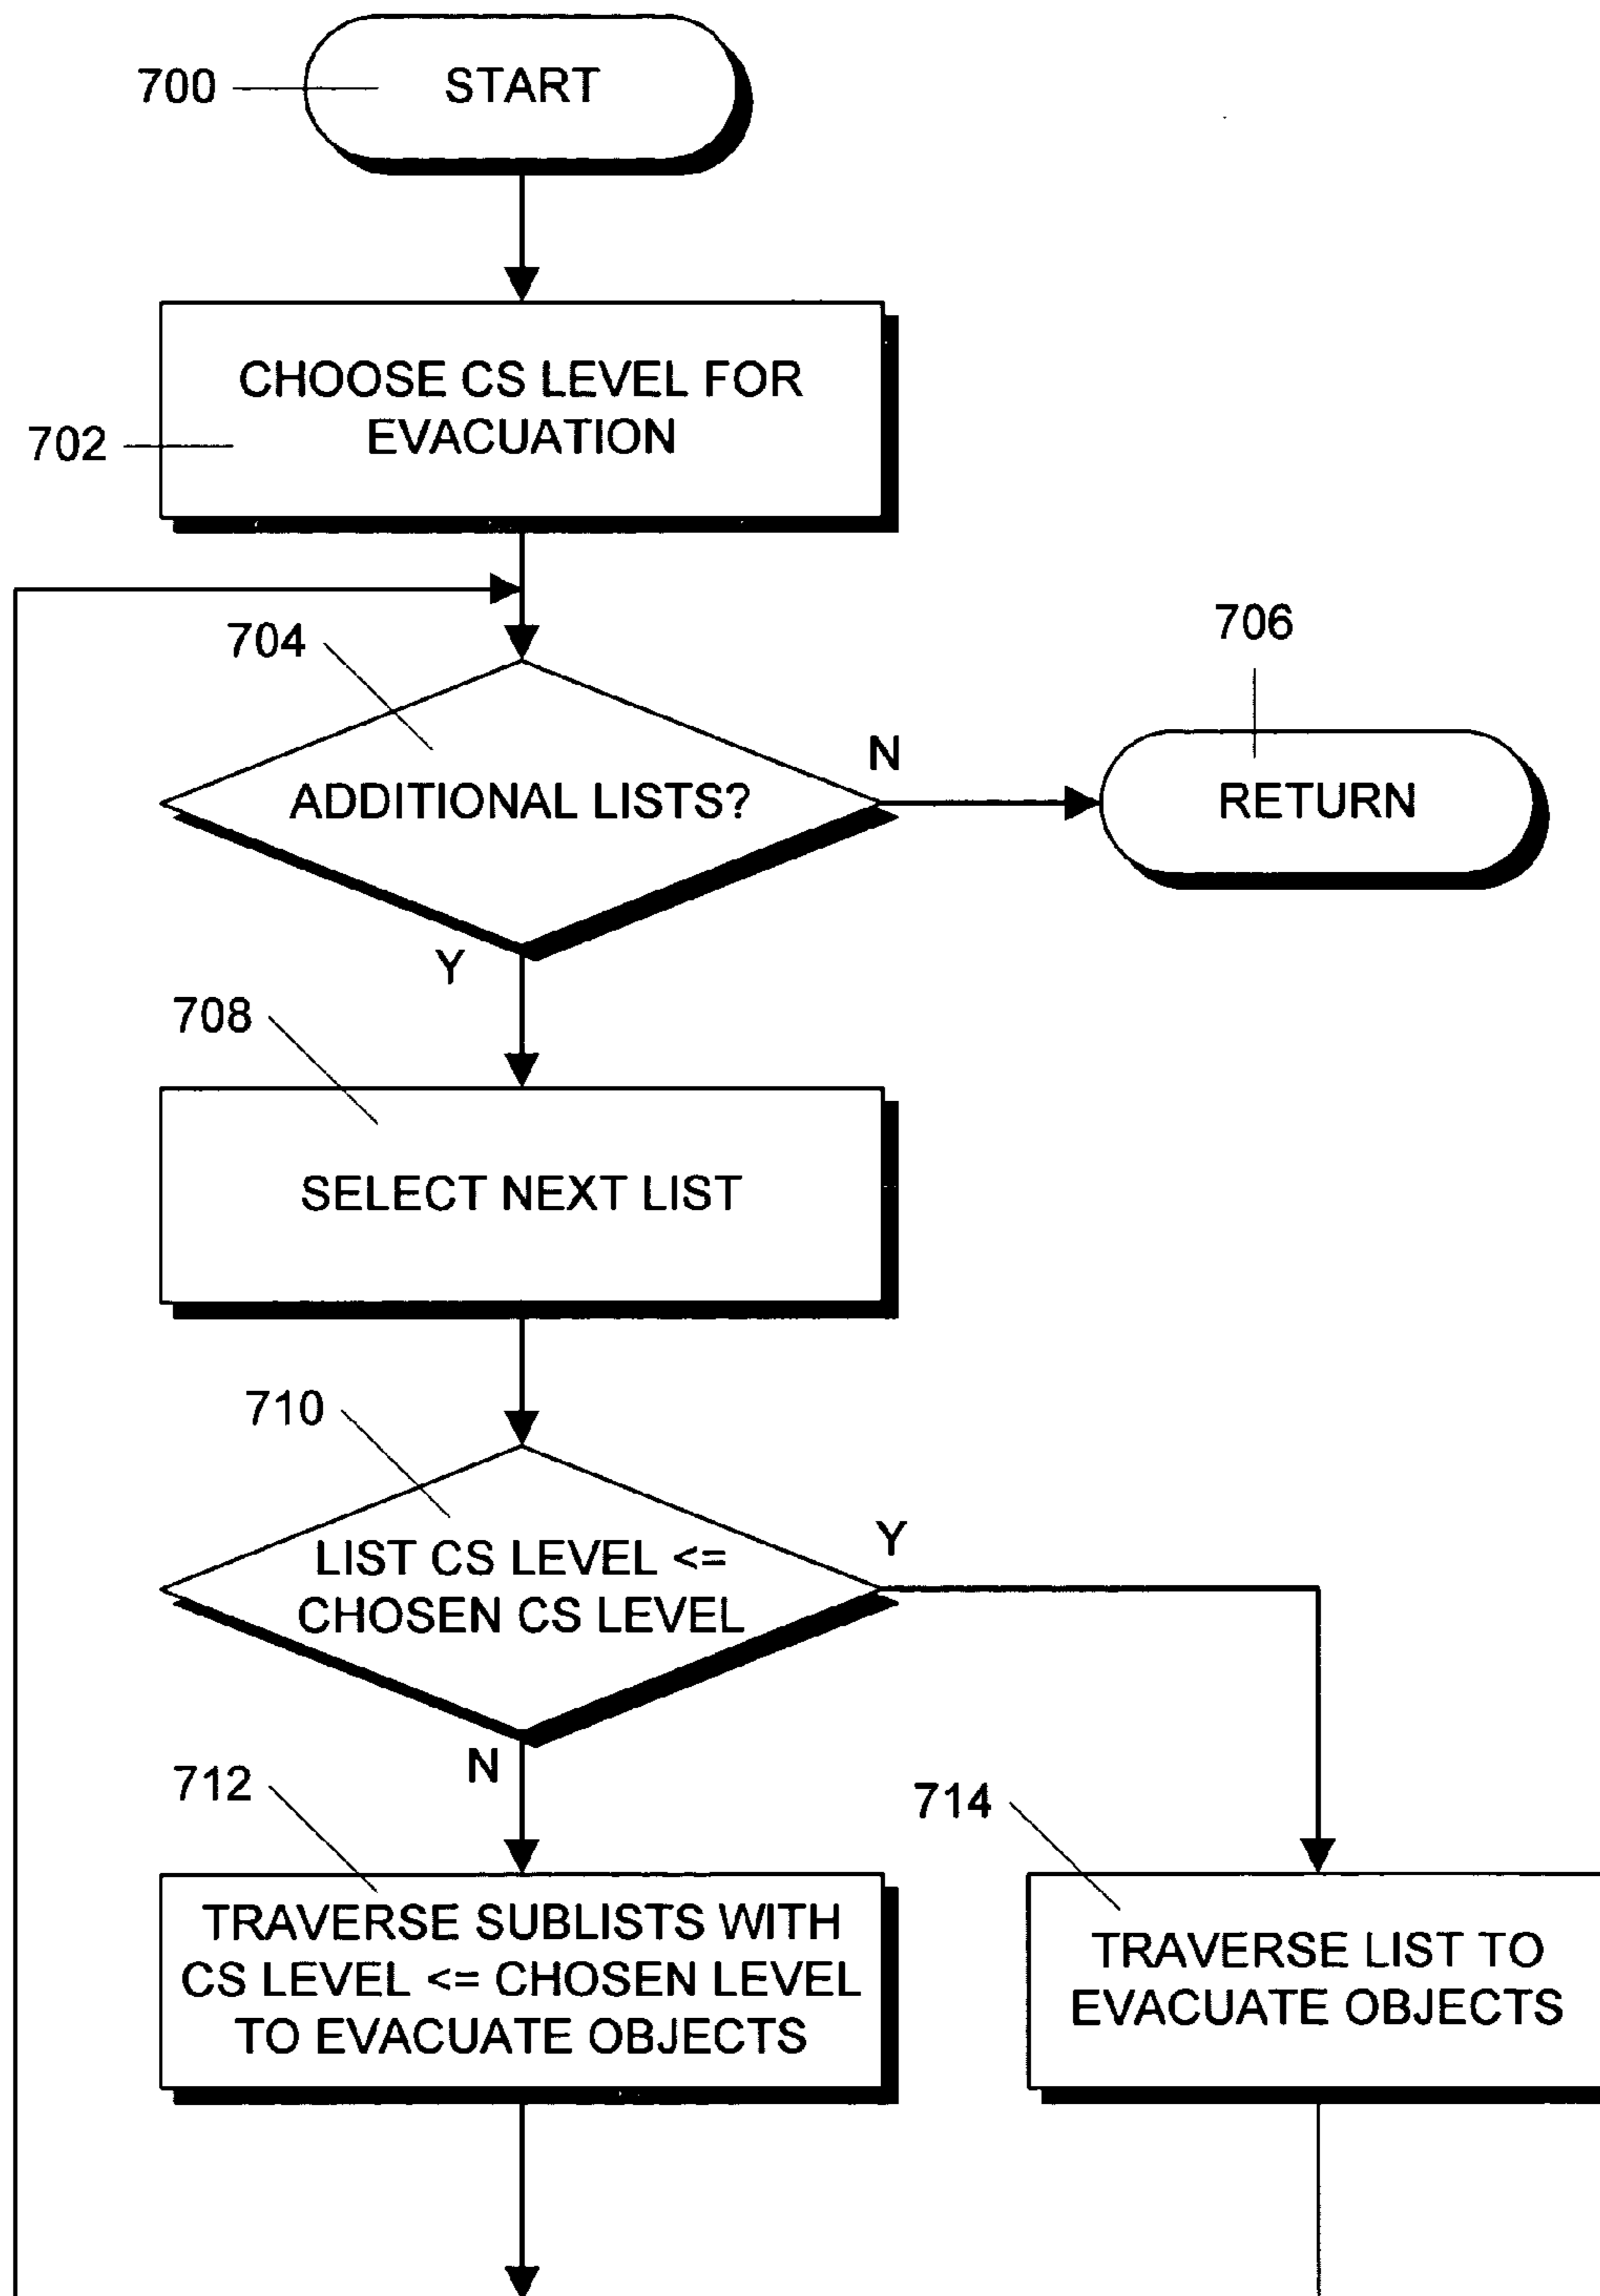 700
START
CHOOSE CS LEVEL FOR
EVACUATION
702
704
706
ADDITIONAL LISTS?
N
RETURN
Y
708
SELECT NEXT LIST
710
LIST CS LEVEL <=
CHOSEN CS LEVEL
Y
N
712
714
TRAVERSE SUBLISTS WITH
CS LEVEL <= CHOSEN LEVEL
TO EVACUATE OBJECTS
TRAVERSE LIST TO
EVACUATE OBJECTS